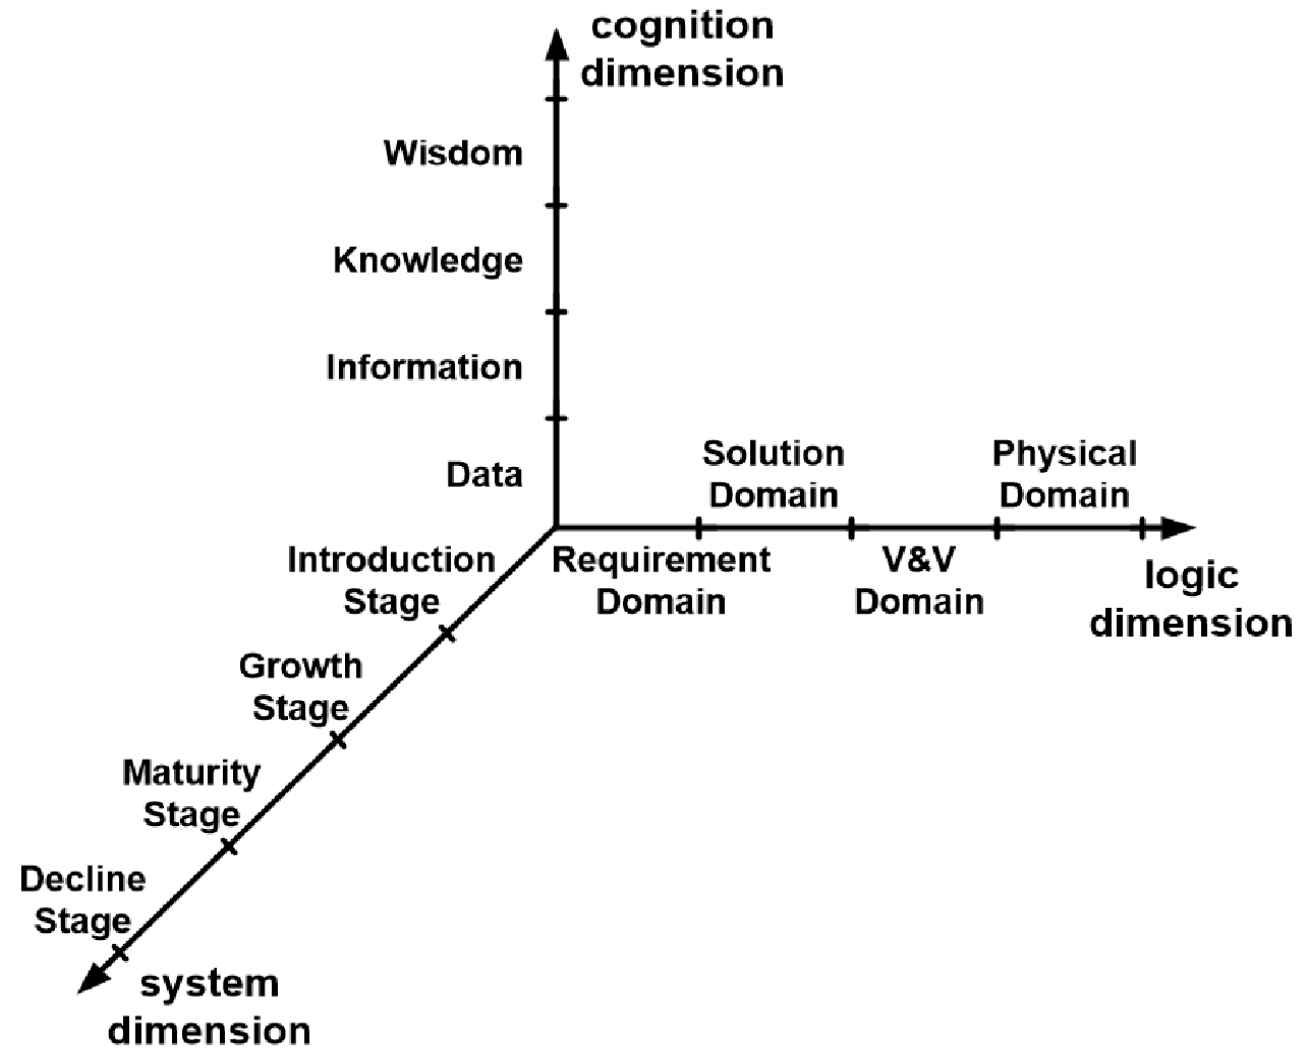 cognition
dimension
Wisdom
Knowledge
Information
Data
Solution
Domain
Physical
Domain
Introduction
Stage
Requirement
Domain
V&V
Domain
logic
dimension
Growth
Stage
Maturity
Stage
Decline
Stage
system
dimension